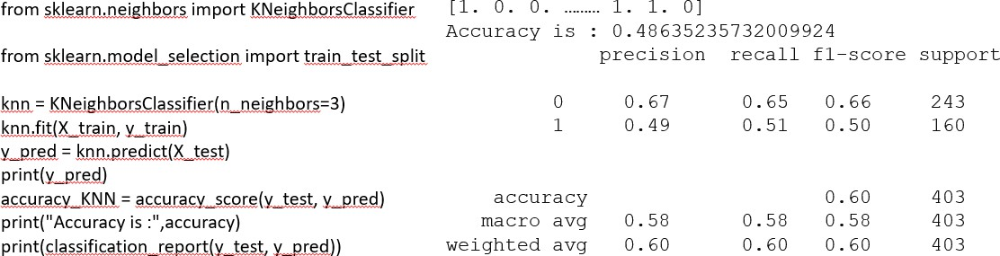 from sklearn.neighbors import KNeighborsClassifier
from sklearn.model_selection import train_test_split
knn = KNeighborsClassifier(n_neighbors=3)
knn.fit(X_train, y_train)
y_pred = knn.predict(X_test)
print(y_pred)
accuracy_KNN = accuracy_score(y_test, y_pred)
print("Accuracy is :",accuracy)
print(classification_report(y_test, y_pred))
[1. 0. 0. ……… 1. 1. 0]
Accuracy is : 0.48635235732009924
precision recall f1-score support
0 0.67 0.65 0.66 243
1 0.49 0.51 0.50 160
accuracy 0.60 403
macro avg 0.58 0.58 0.58 403
weighted avg 0.60 0.60 0.60 403